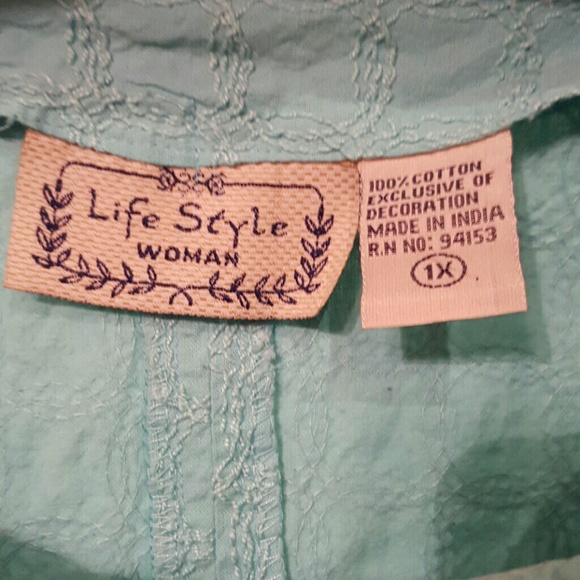 Life Style
WOMAN
100% COTTON
EXCLUSIVE OF
DECORATION
MADE IN INDIA
R.N NO: 94153
1X